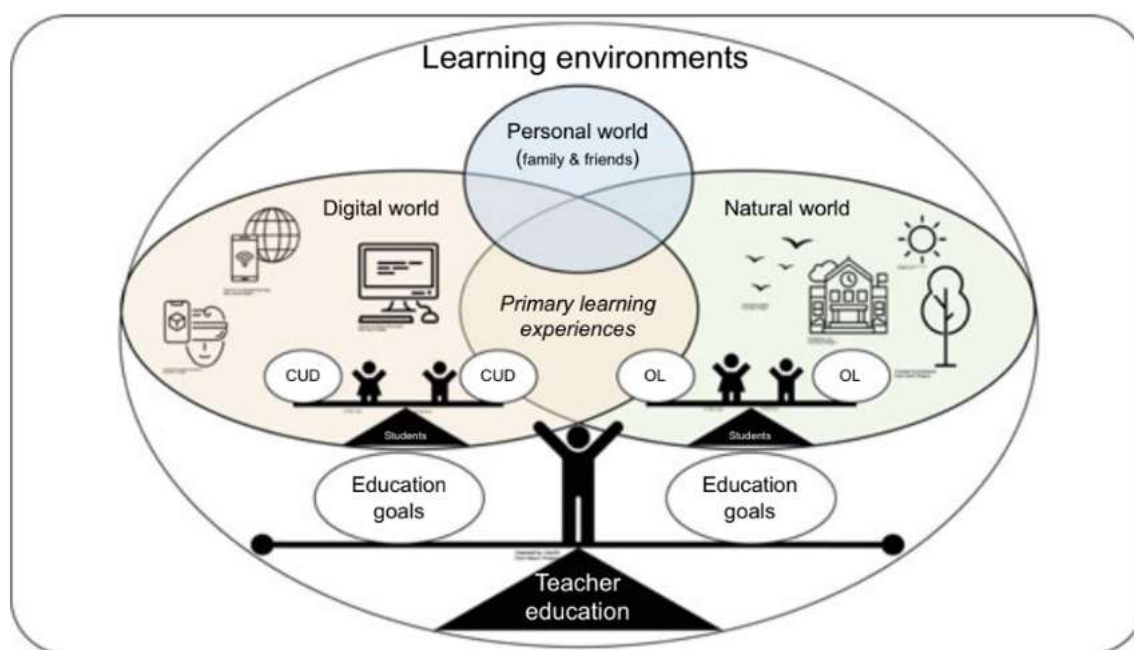 Learning environments
Personal world
(family & friends)
Digital world
Natural world
Primary learning
experiences
CUD
CUD
OL
OL
Students
Students
Education
goals
Education
goals
Teacher
education